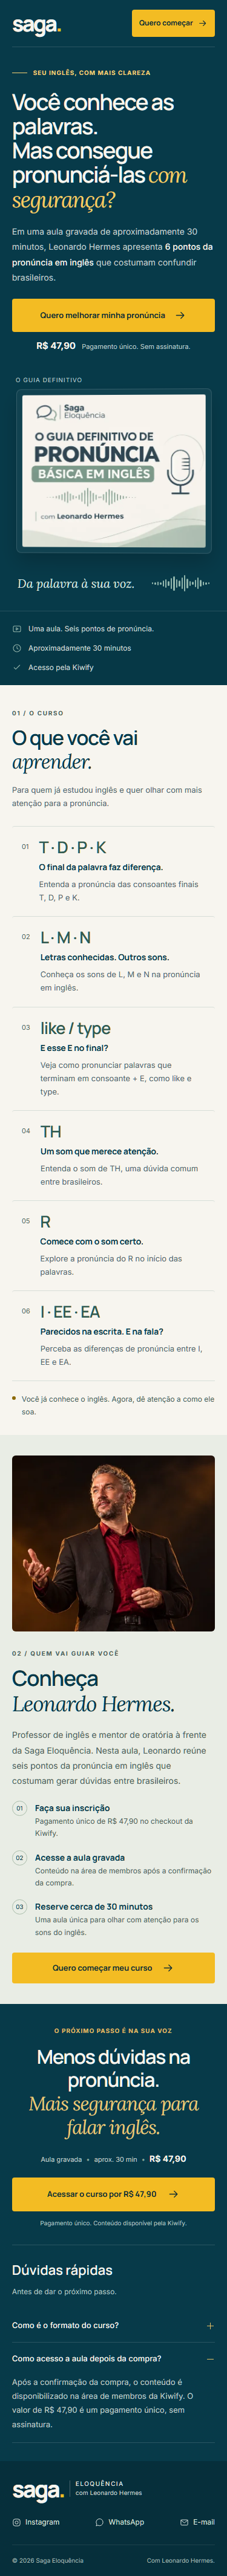 saga.
Quero começar
SEU INGLÊS, COM MAIS CLAREZA
Você conhece as
palavras.
Mas consegue
pronunciá-las com
segurança?
Em uma aula gravada de aproximadamente 30
minutos, Leonardo Hermes apresenta 6 pontos da
pronúncia em inglês que costumam confundir
brasileiros.
Quero melhorar minha pronúncia
R$ 47,90 Pagamento único. Sem assinatura.
O GUIA DEFINITIVO
Saga
Eloquência
O GUIA DEFINITIVO DE
PRONÚNCIA
BÁSICA EM INGLÊS
com Leonardo Hermes
Da palavra à sua voz.
Uma aula. Seis pontos de pronúncia.
Aproximadamente 30 minutos
Acesso pela Kiwify
01 / O CURSO
O que você vai
aprender.
Para quem já estudou inglês e quer olhar com mais
atenção para a pronúncia.
01 T · D · P · K
O final da palavra faz diferença.
Entenda a pronúncia das consoantes finais
T, D, P e K.
02 L · M · N
Letras conhecidas. Outros sons.
Conheça os sons de L, M e N na pronúncia
em inglês.
03 like / type
E esse E no final?
Veja como pronunciar palavras que
terminam em consoante + E, como like e
type.
04 TH
Um som que merece atenção.
Entenda o som de TH, uma dúvida comum
entre brasileiros.
05 R
Comece com o som certo.
Explore a pronúncia do R no início das
palavras.
06 I · EE · EA
Parecidos na escrita. E na fala?
Perceba as diferenças de pronúncia entre I,
EE e EA.
Você já conhece o inglês. Agora, dê atenção a como ele
soa.
02 / QUEM VAI GUIAR VOCÊ
Conheça
Leonardo Hermes.
Professor de inglês e mentor de oratória à frente
da Saga Eloquência. Nesta aula, Leonardo reúne
seis pontos da pronúncia em inglês que
costumam gerar dúvidas entre brasileiros.
01 Faça sua inscrição
Pagamento único de R$ 47,90 no checkout da
Kiwify.
02 Acesse a aula gravada
Conteúdo na área de membros após a confirmação
da compra.
03 Reserve cerca de 30 minutos
Uma aula única para olhar com atenção para os
sons do inglês.
Quero começar meu curso
O PRÓXIMO PASSO É NA SUA VOZ
Menos dúvidas na
pronúncia.
Mais segurança para
falar inglês.
Aula gravada • aprox. 30 min • R$ 47,90
Acessar o curso por R$ 47,90
Pagamento único. Conteúdo disponível pela Kiwify.
Dúvidas rápidas
Antes de dar o próximo passo.
Como é o formato do curso?
Como acesso a aula depois da compra?
Após a confirmação da compra, o conteúdo é
disponibilizado na área de membros da Kiwify. O
valor de R$ 47,90 é um pagamento único, sem
assinatura.
saga.
ELOQUÊNCIA
com Leonardo Hermes
Instagram
WhatsApp
E-mail
© 2026 Saga Eloquência
Com Leonardo Hermes.